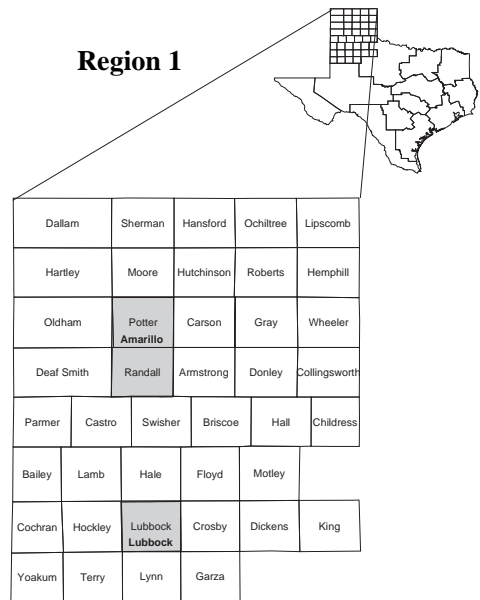 Region 1
Dallam Sherman Hansford Ochiltree Lipscomb
Hartley Moore Hutchinson Roberts Hemphill
Oldham Potter Carson Gray Wheeler
Amarillo
Deaf Smith Randall Armstrong Donley Collingsworth
Parmer Castro Swisher Briscoe Hall Childress
Bailey Lamb Hale Floyd Motley
Cochran Hockley Lubbock Crosby Dickens King
Lubbock
Yoakum Terry Lynn Garza